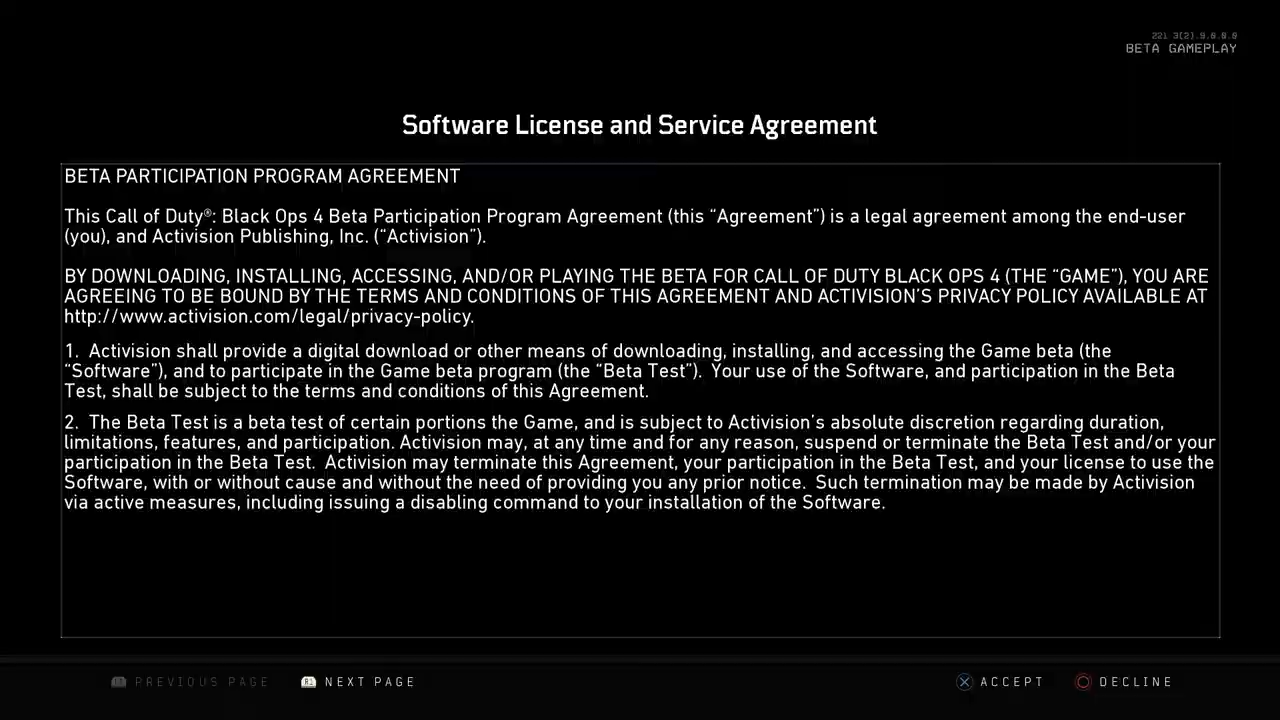 221 3(2).9.0.0.0
BETA GAMEPLAY
Software License and Service Agreement
BETA PARTICIPATION PROGRAM AGREEMENT
This Call of Duty®: Black Ops 4 Beta Participation Program Agreement (this “Agreement”) is a legal agreement among the end-user
(you), and Activision Publishing, Inc. (“Activision”).
BY DOWNLOADING, INSTALLING, ACCESSING, AND/OR PLAYING THE BETA FOR CALL OF DUTY BLACK OPS 4 (THE “GAME”), YOU ARE
AGREEING TO BE BOUND BY THE TERMS AND CONDITIONS OF THIS AGREEMENT AND ACTIVISION’S PRIVACY POLICY AVAILABLE AT
http://www.activision.com/legal/privacy-policy.
1.  Activision shall provide a digital download or other means of downloading, installing, and accessing the Game beta (the
“Software”), and to participate in the Game beta program (the “Beta Test”).  Your use of the Software, and participation in the Beta
Test, shall be subject to the terms and conditions of this Agreement.
2.  The Beta Test is a beta test of certain portions the Game, and is subject to Activision’s absolute discretion regarding duration,
limitations, features, and participation. Activision may, at any time and for any reason, suspend or terminate the Beta Test and/or your
participation in the Beta Test.  Activision may terminate this Agreement, your participation in the Beta Test, and your license to use the
Software, with or without cause and without the need of providing you any prior notice.  Such termination may be made by Activision
via active measures, including issuing a disabling command to your installation of the Software.
L1 PREVIOUS PAGE R1 NEXT PAGE ACCEPT DECLINE